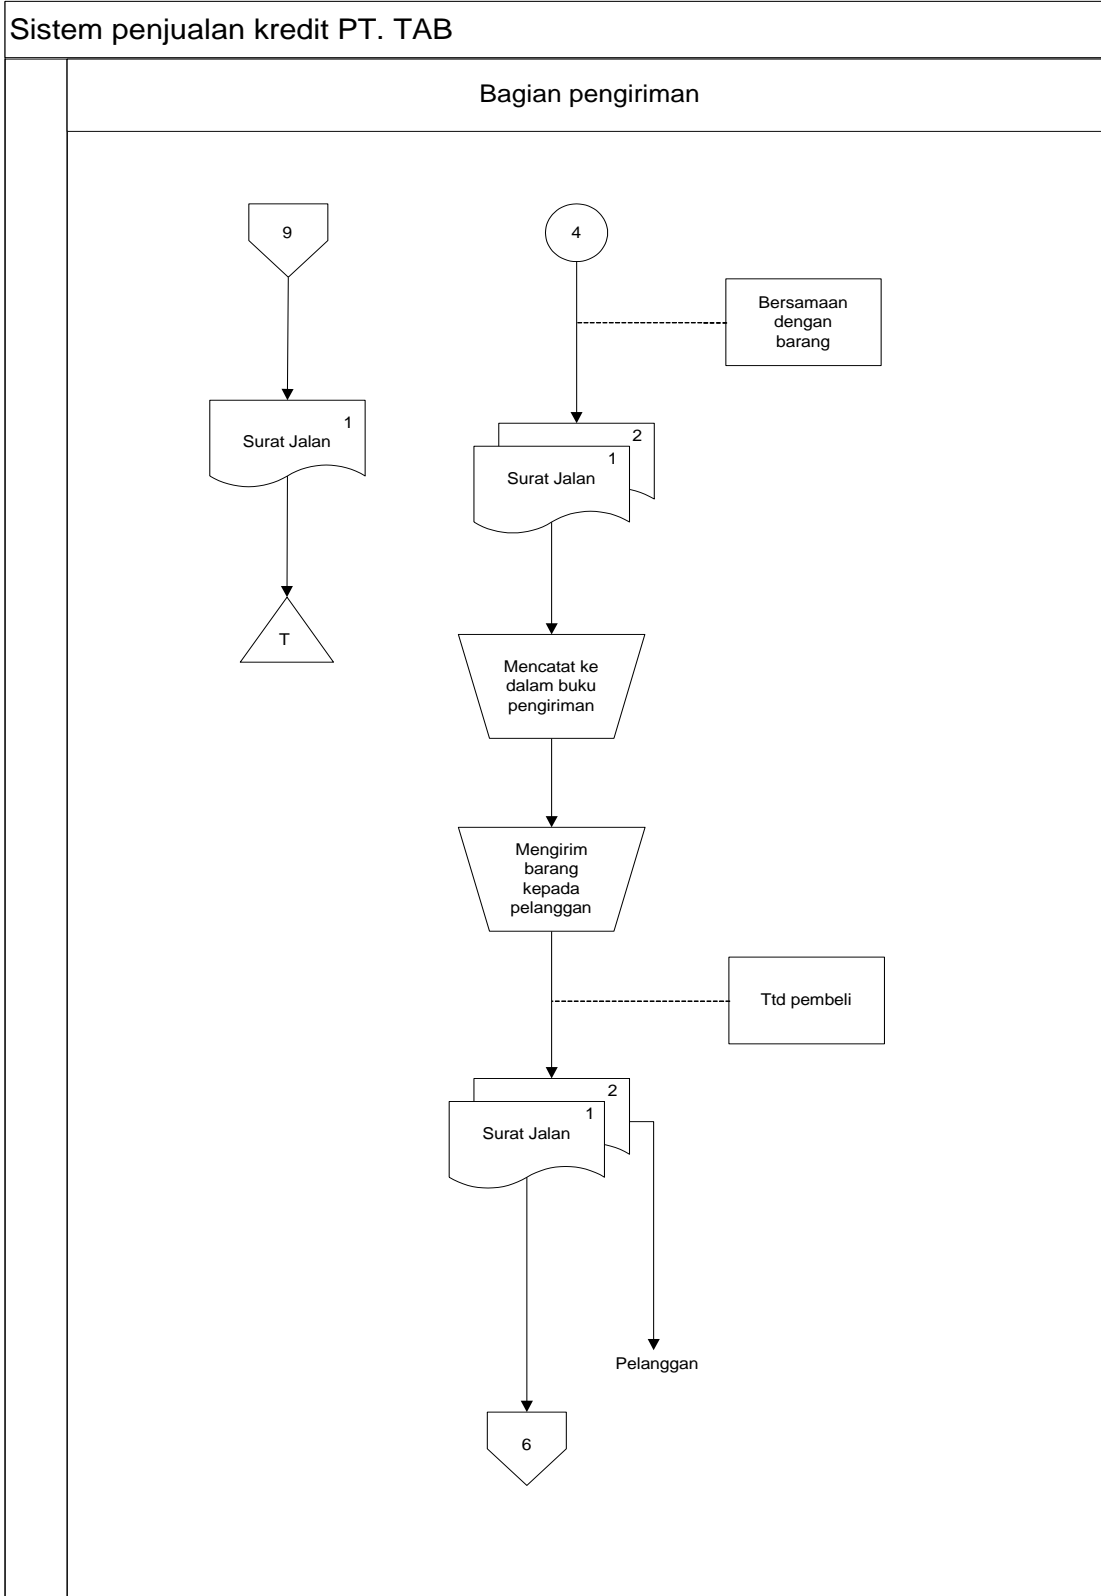 Sistem penjualan kredit PT. TAB
Bagian pengiriman
9
4
Bersamaan
dengan
barang
1
Surat Jalan
2
1
Surat Jalan
T
Mencatat ke
dalam buku
pengiriman
Mengirim
barang
kepada
pelanggan
Ttd pembeli
2
1
Surat Jalan
Pelanggan
6